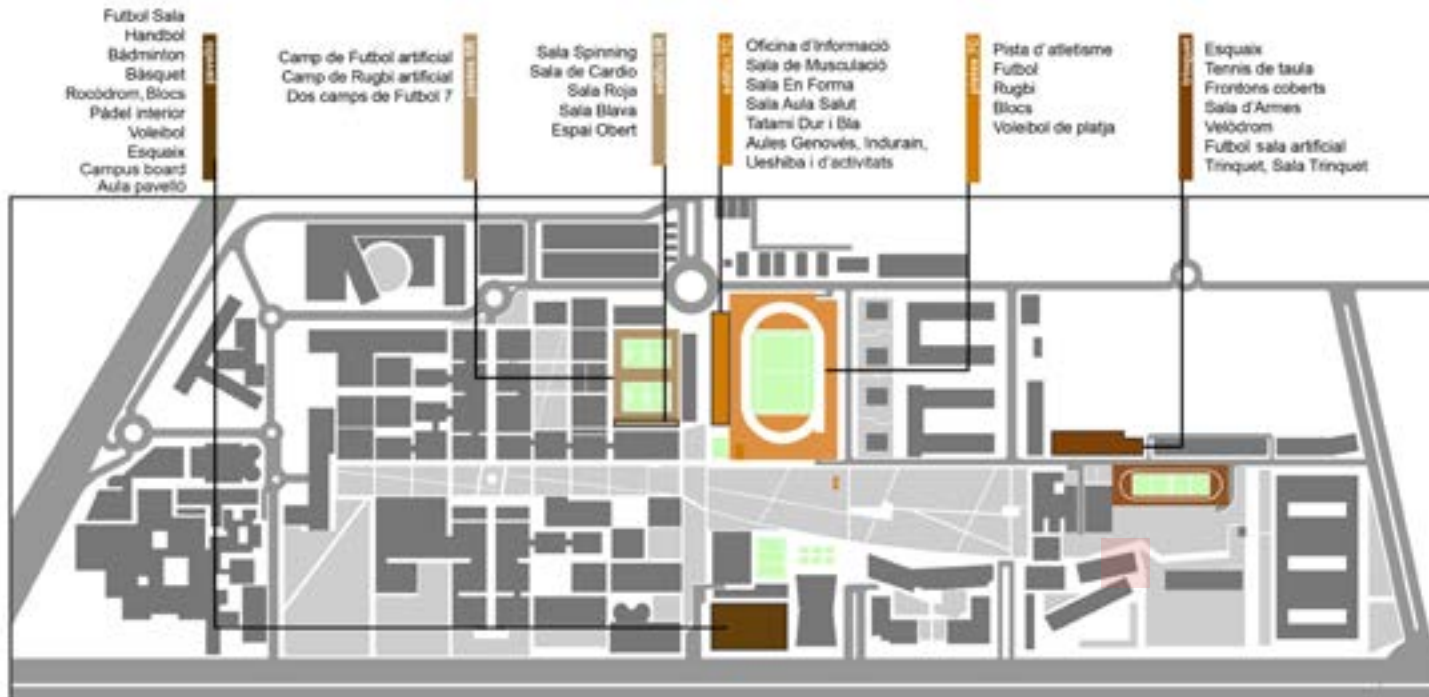 Futbol Sala
Handbol
Bádminton
Bàsquet
Rocòdrom, Blocs
Pàdel interior
Voleibol
Esquaix
Campus board
Aula pavelló
pavelló
Camp de Futbol artificial
Camp de Rugbi artificial
Dos camps de Futbol 7
Sala Spinning
Sala de Cardio
Sala Roja
Sala Blava
Espai Obert
Oficina d'Informació
Sala de Musculació
Sala En Forma
Sala Aula Salut
Tatami Dur i Bla
Aules Genovés, Indurain,
Ueshiba i d'activitats
Pista d'atletisme
Futbol
Rugbi
Blocs
Voleibol de platja
trinquet
Esquaix
Tennis de taula
Frontons coberts
Sala d'Armes
Velòdrom
Futbol sala artificial
Trinquet, Sala Trinquet